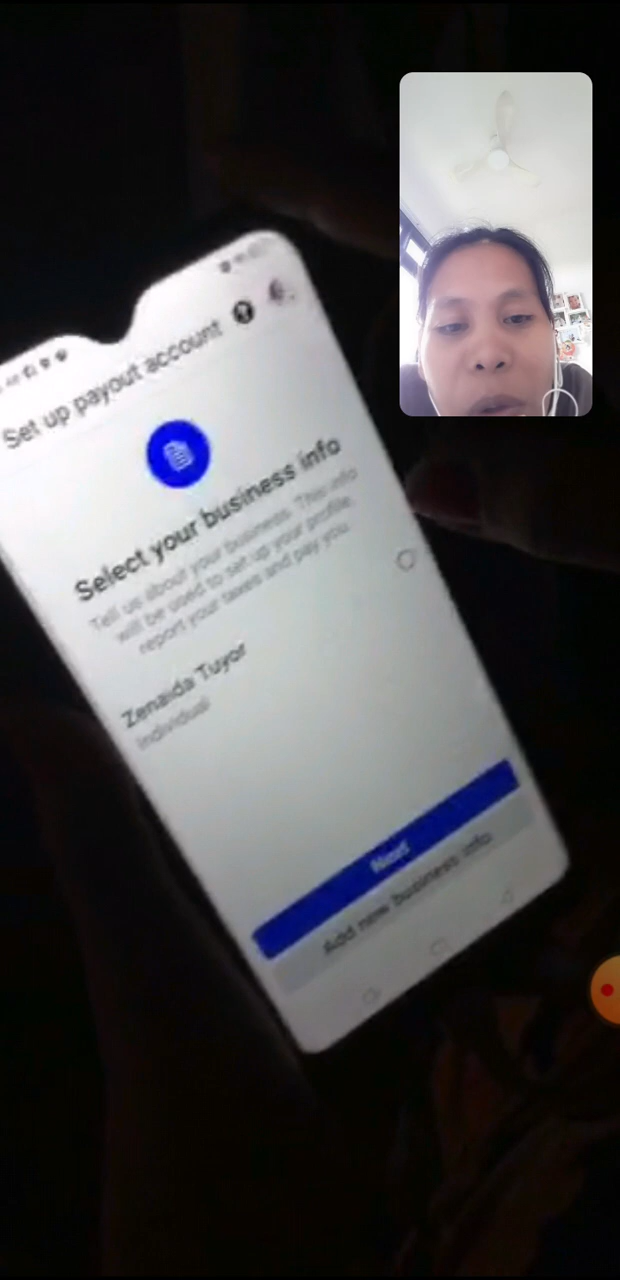 Set up payout account
Select your business info
Tell us about your business. This info
will be used to set up your profile,
report your taxes and pay you.
Zenaida Tuyor
Individual
Next
Add new business info